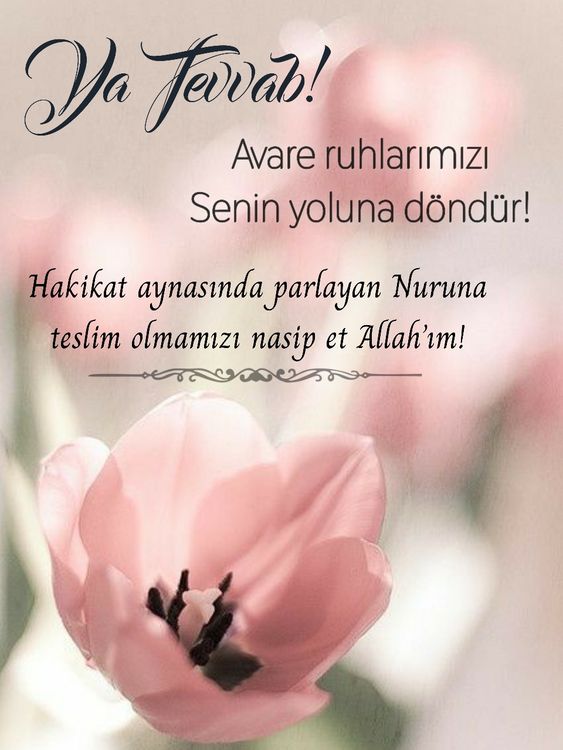 Ya Tevvab!
Avare ruhlarımızı
Senin yoluna döndür!
Hakikat aynasında parlayan Nuruna
teslim olmamızı nasip et Allah'ım!